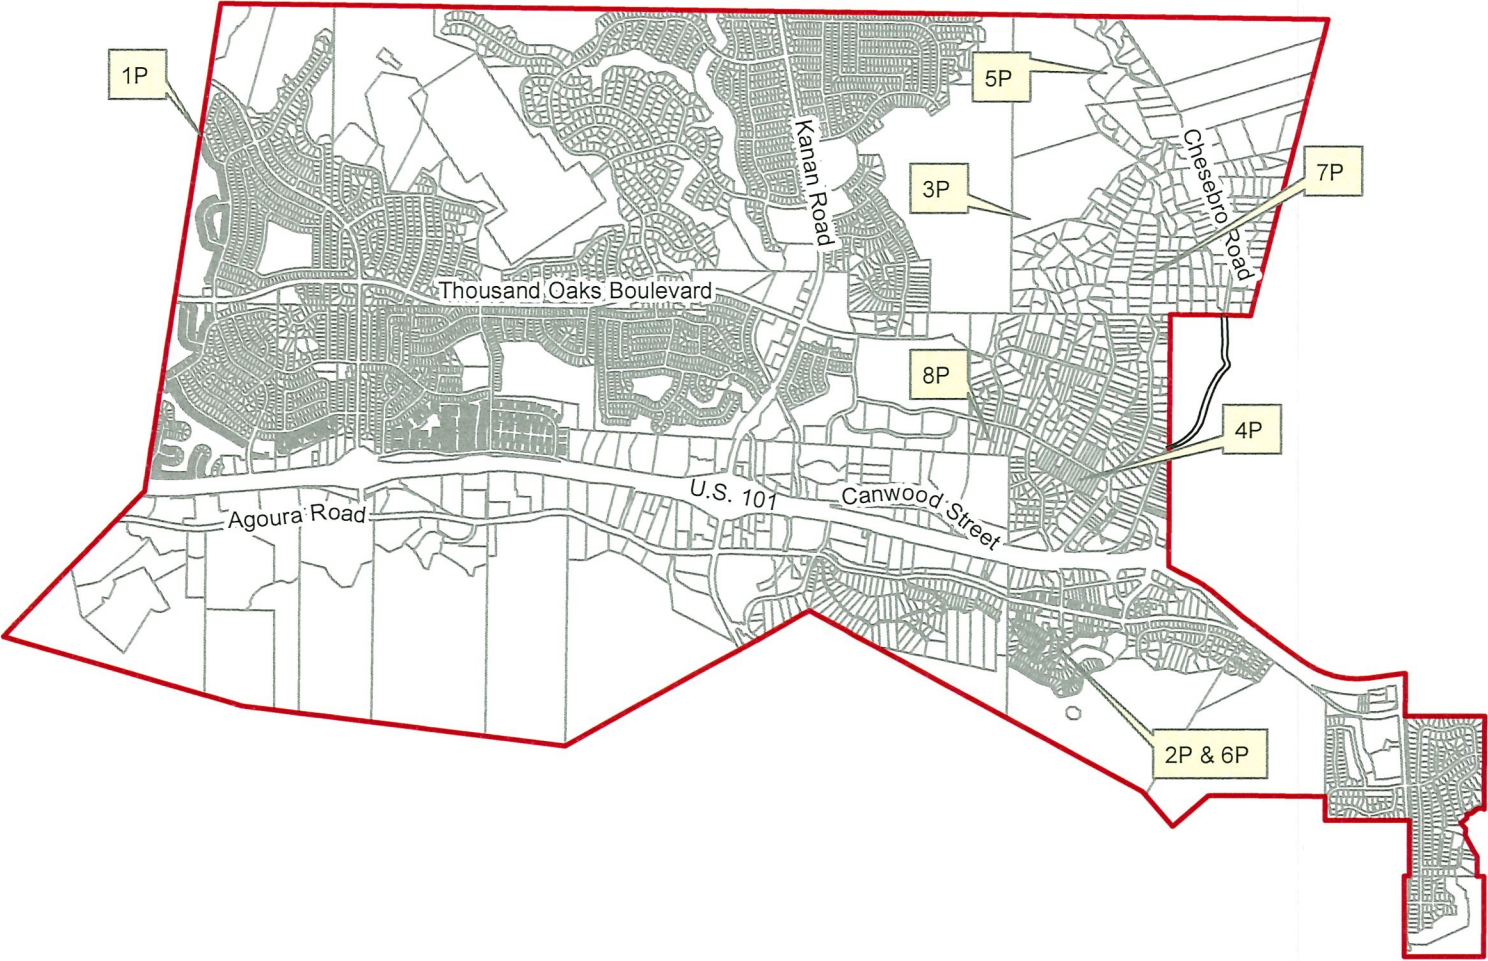 1P
5P
Kanan Road
Chesebro Road
7P
3P
Thousand Oaks Boulevard
8P
4P
U.S. 101
Canwood Street
Agoura Road
2P & 6P